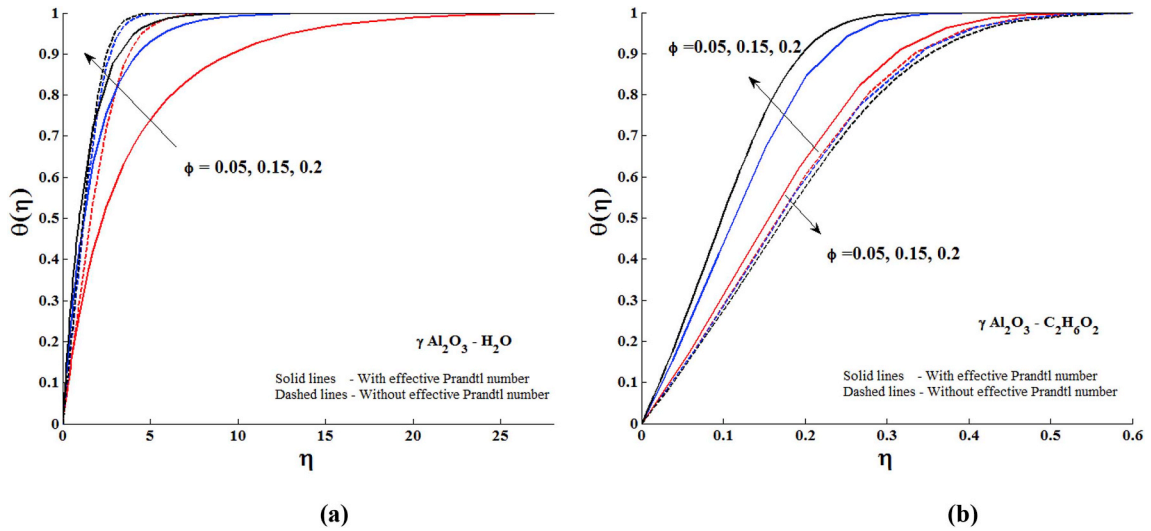 1
0.9
0.8
0.7
0.6
0.5
0.4
0.3
0.2
0.1
0
θ(η)
ϕ = 0.05, 0.15, 0.2
γ Al2O3 - H2O
Solid lines - With effective Prandtl number
Dashed lines - Without effective Prandtl number
0 5 10 15 20 25
η
(a)
1
0.9
0.8
0.7
0.6
0.5
0.4
0.3
0.2
0.1
0
θ(η)
ϕ =0.05, 0.15, 0.2
ϕ =0.05, 0.15, 0.2
γ Al2O3 - C2H6O2
Solid lines - With effective Prandtl number
Dashed lines - Without effective Prandtl number
0 0.1 0.2 0.3 0.4 0.5 0.6
η
(b)